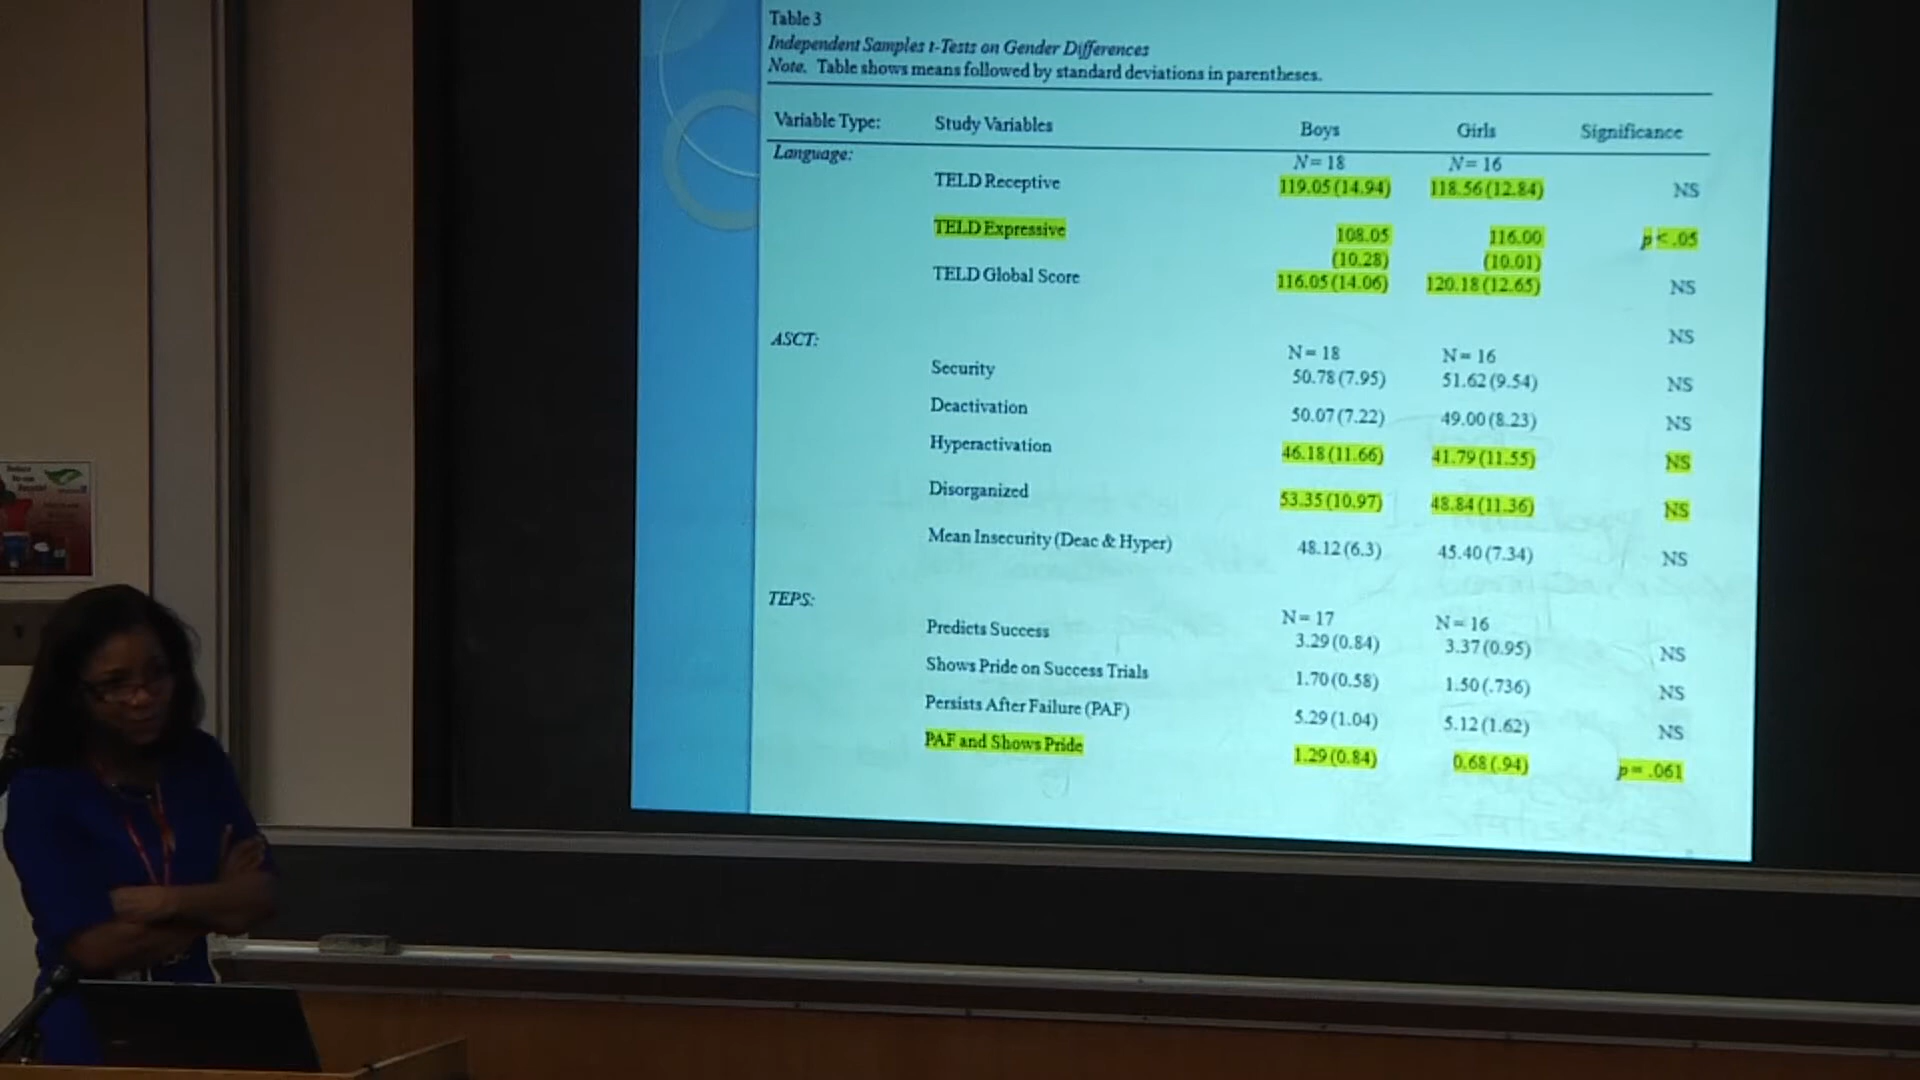 Table 3
Independent Samples t-Tests on Gender Differences
Note. Table shows means followed by standard deviations in parentheses.
Variable Type: Study Variables Boys Girls Significance
Language: N= 18 N= 16
TELD Receptive 119.05 (14.94) 118.56 (12.84) NS
TELD Expressive 108.05 116.00 p < .05
(10.28) (10.01)
TELD Global Score 116.05 (14.06) 120.18 (12.65) NS
NS
ASCT: N= 18 N= 16
Security 50.78 (7.95) 51.62 (9.54) NS
Deactivation 50.07 (7.22) 49.00 (8.23) NS
Hyperactivation 46.18 (11.66) 41.79 (11.55) NS
Disorganized 53.35 (10.97) 48.84 (11.36) NS
Mean Insecurity (Deac & Hyper) 48.12 (6.3) 45.40 (7.34) NS
TEPS: N= 17 N= 16
Predicts Success 3.29 (0.84) 3.37 (0.95) NS
Shows Pride on Success Trials 1.70 (0.58) 1.50 (.736) NS
Persists After Failure (PAF) 5.29 (1.04) 5.12 (1.62) NS
PAF and Shows Pride 1.29 (0.84) 0.68 (.94) p= .061